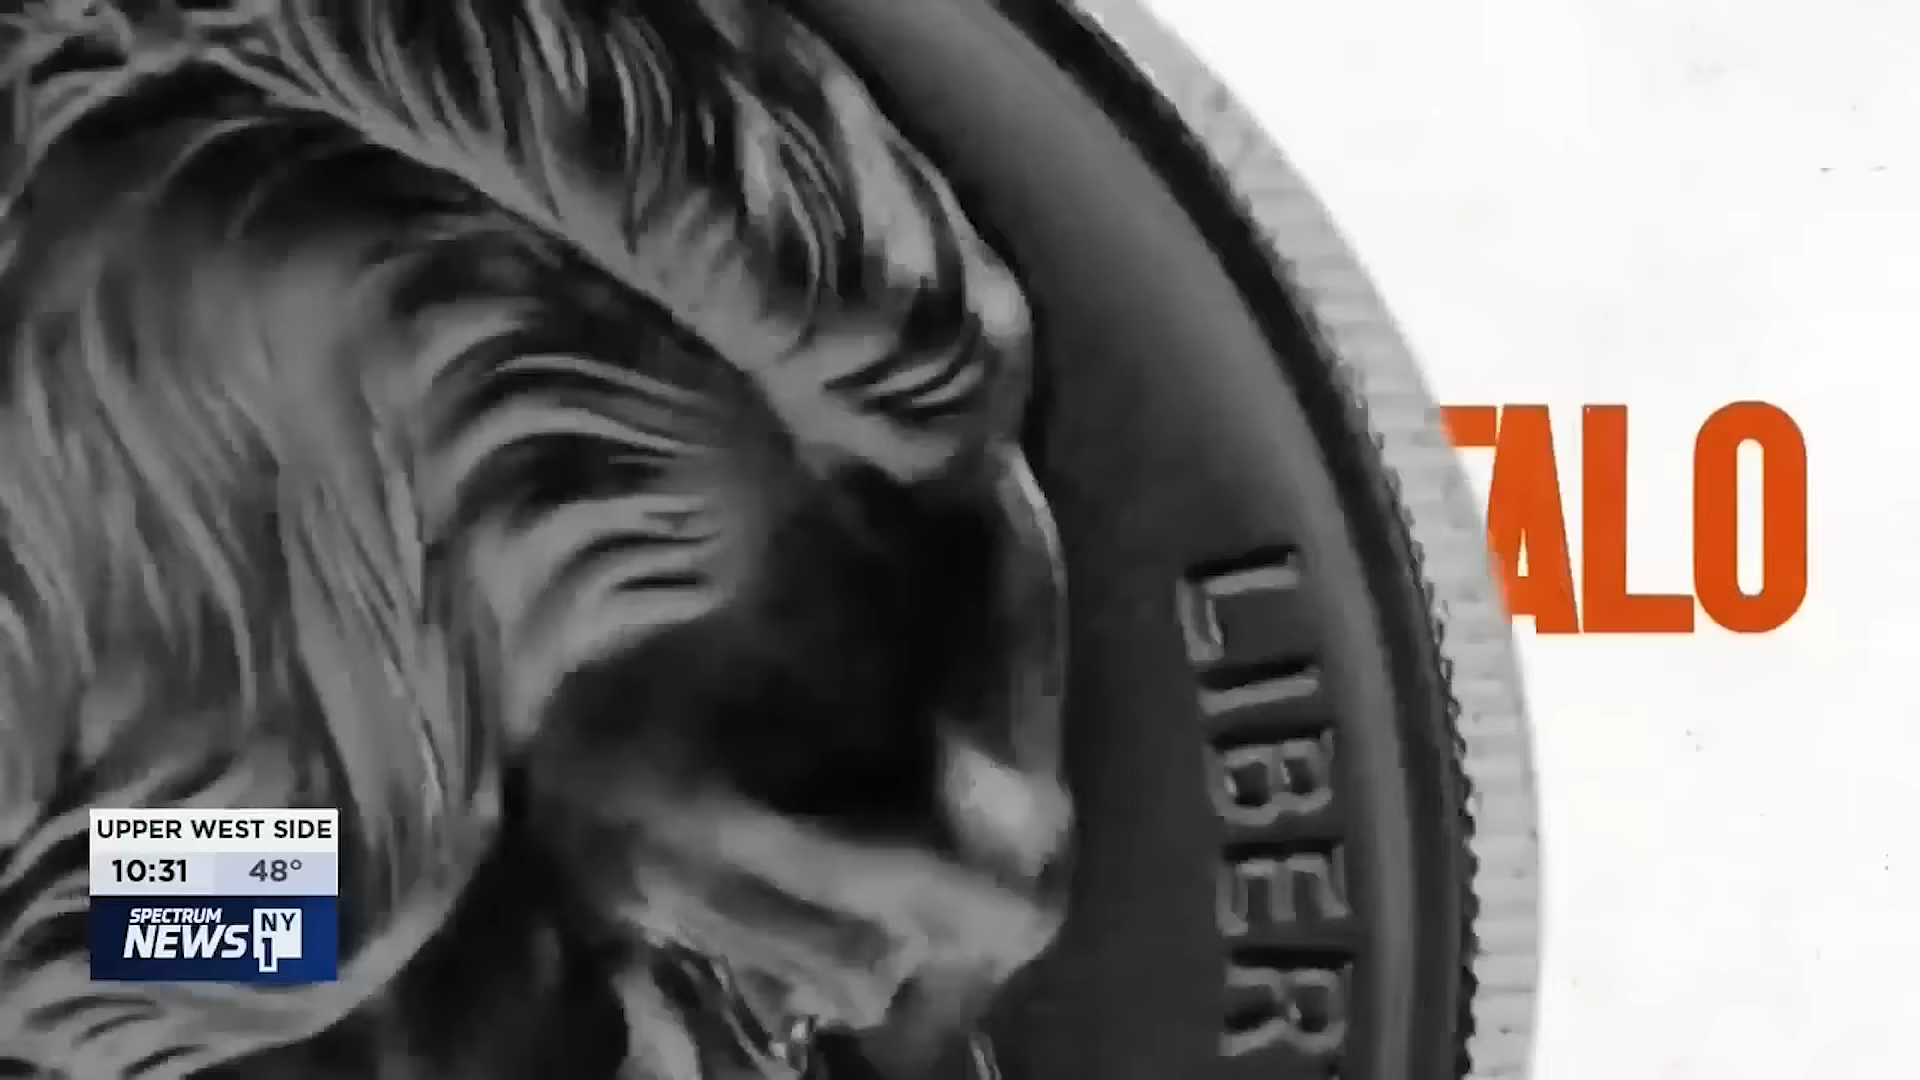 ALO
LIBER
UPPER WEST SIDE
10:31 48°
SPECTRUM
NEWS NY
1